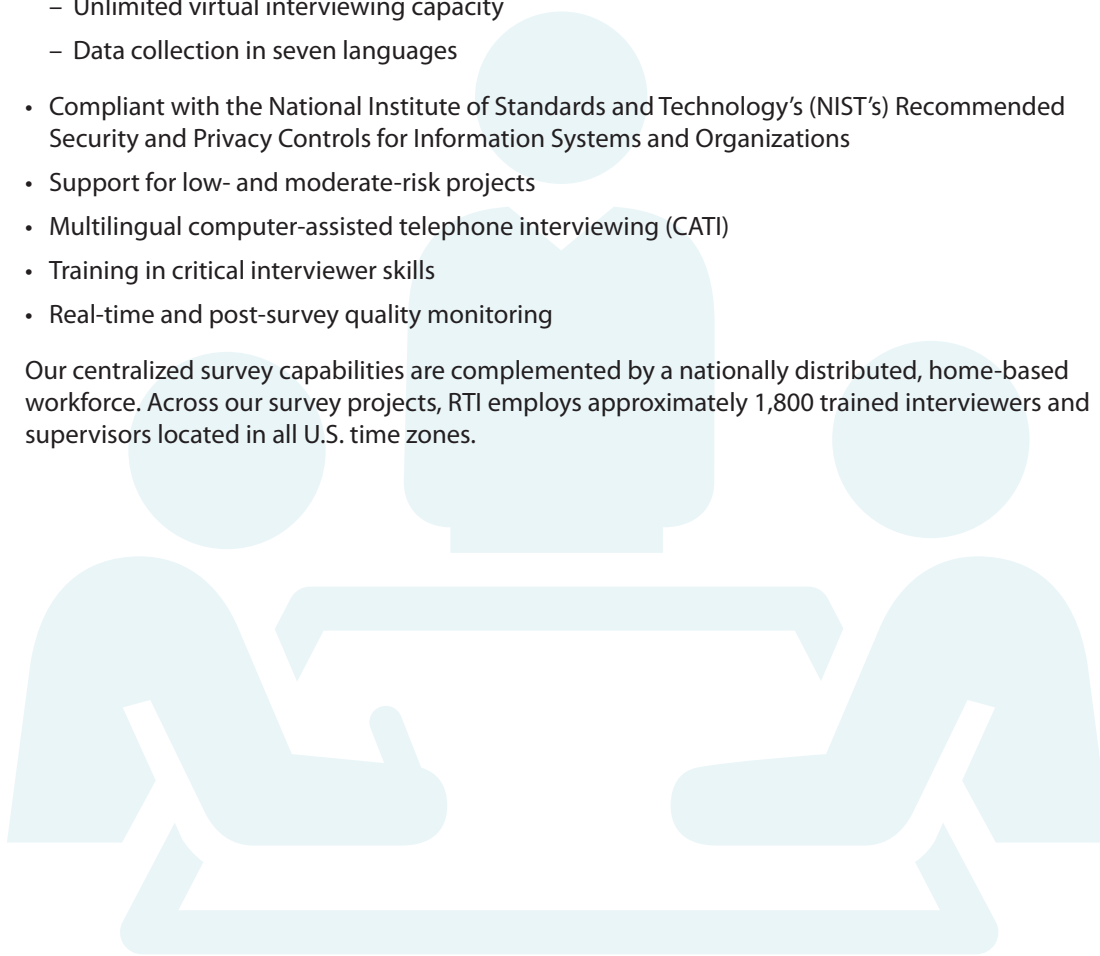 – Unlimited virtual interviewing capacity
– Data collection in seven languages
• Compliant with the National Institute of Standards and Technology’s (NIST’s) Recommended
Security and Privacy Controls for Information Systems and Organizations
• Support for low- and moderate-risk projects
• Multilingual computer-assisted telephone interviewing (CATI)
• Training in critical interviewer skills
• Real-time and post-survey quality monitoring
Our centralized survey capabilities are complemented by a nationally distributed, home-based
workforce. Across our survey projects, RTI employs approximately 1,800 trained interviewers and
supervisors located in all U.S. time zones.